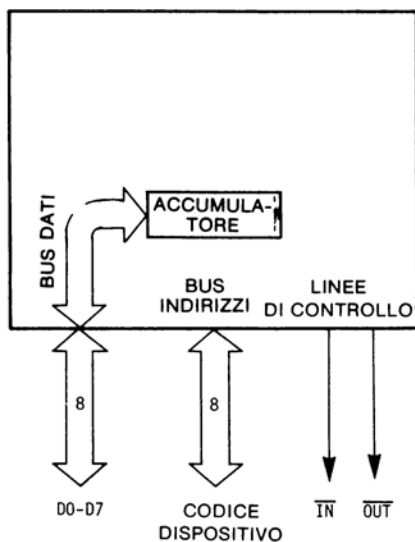 BUS DATI
ACCUMULA-
TORE
BUS
INDIRIZZI
LINEE
DI CONTROLLO
8
8
D0-D7
CODICE
DISPOSITIVO
IN
OUT